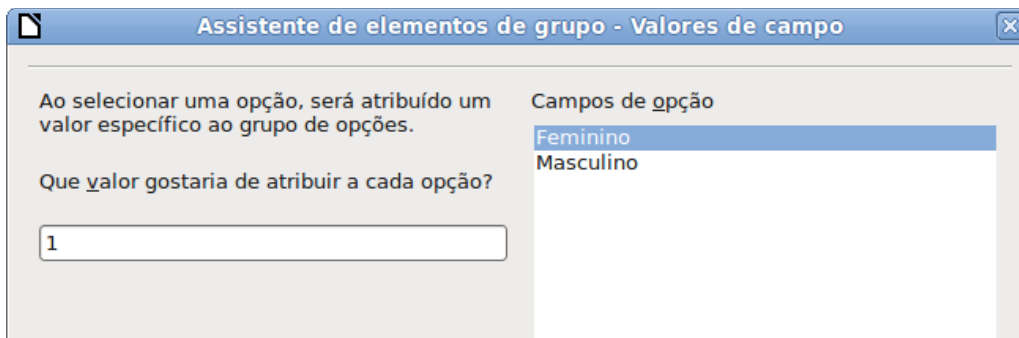 Assistente de elementos de grupo - Valores de campo
Ao selecionar uma opção, será atribuído um
valor específico ao grupo de opções.
Que valor gostaria de atribuir a cada opção?
1
Campos de opção
Feminino
Masculino